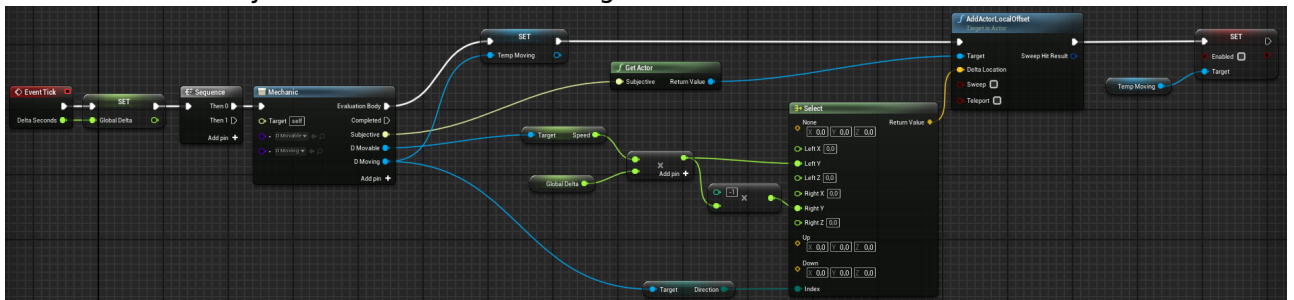 Event Tick
Delta Seconds
SET
Global Delta
Sequence
Then 0
Then 1
Add pin +
Mechanic
Evaluation Body
Target self
Completed
D Movable
Subjective
D Moving
D Movable
D Moving
Add pin +
SET
Temp Moving
f Get Actor
Subjective Return Value
Target Speed
Global Delta
x
Add pin +
-1 x
Target Direction
Select
None
Return Value
X 0,0 Y 0,0 Z 0,0
Left X 0,0
Left Y
Left Z 0,0
Right X 0,0
Right Y
Right Z 0,0
Up
X 0,0 Y 0,0 Z 0,0
Down
X 0,0 Y 0,0 Z 0,0
Index
f AddActorLocalOffset
Target is Actor
Target Sweep Hit Result
Delta Location
Sweep
Teleport
Temp Moving
SET
Enabled
Target